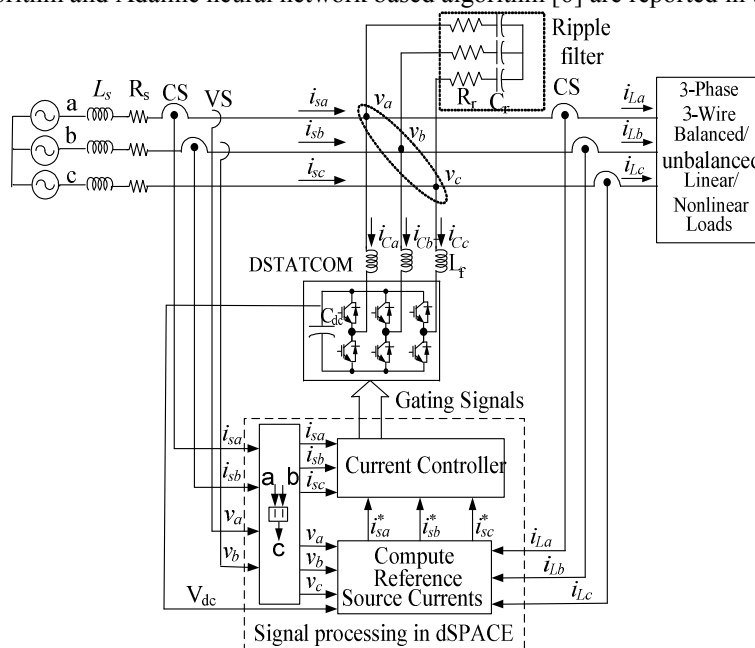 orithm and Adaline neural network based algorithm [6] are reported in
Ripple
filter
Rr Cr
Ls Rs CS VS
a
b
c
isa
isb
isc
va
vb
vc
CS
iLa
iLb
iLc
3-Phase
3-Wire
Balanced/
unbalanced
Linear/
Nonlinear
Loads
iCa iCb iCc
DSTATCOM
Lf
Cdc
Gating Signals
isa
isb
va
vb
Vdc
a b
c
isa
isb
isc
Current Controller
i*sa i*sb i*sc
va
vb
vc
Compute
Reference
Source Currents
iLa
iLb
iLc
Signal processing in dSPACE